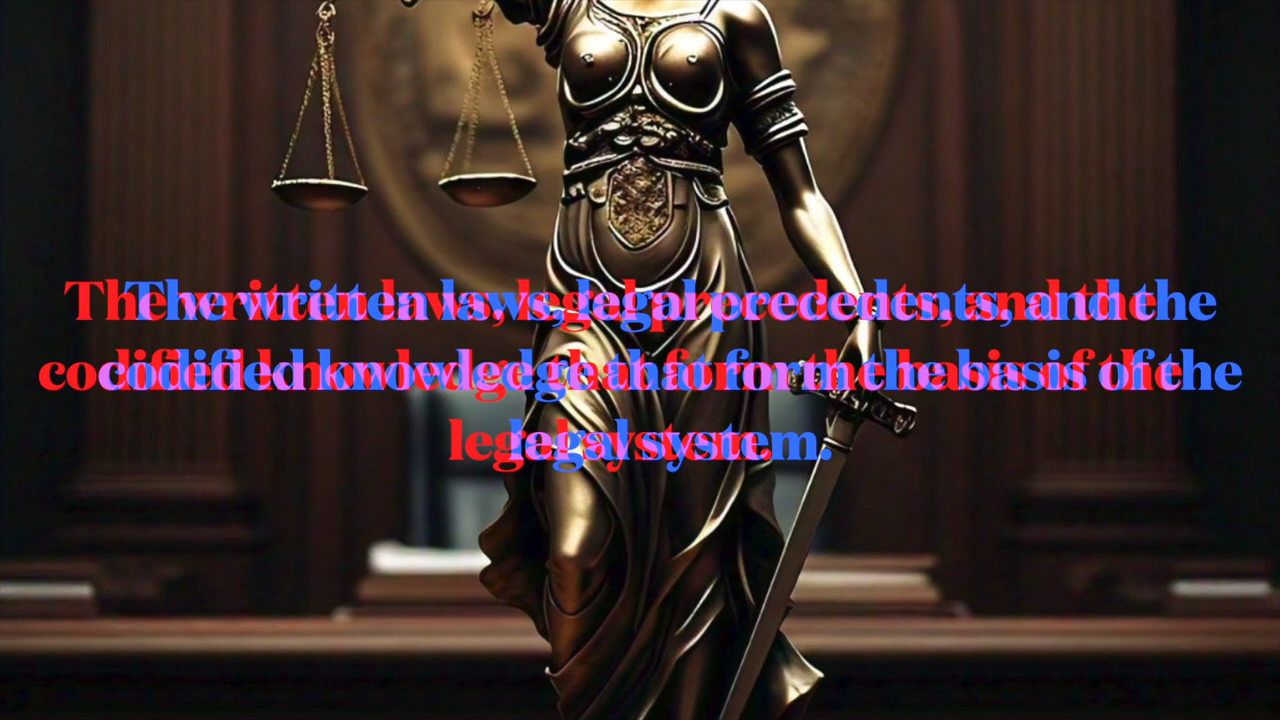 The written laws, legal precedents, and the
codified knowledge that form the basis of the
legal system.